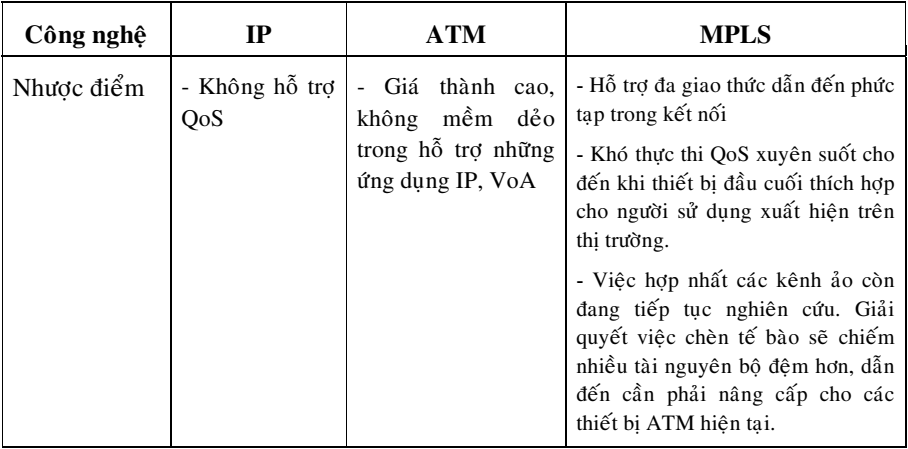 Công nghệ
IP
ATM
MPLS
Nhược điểm
- Không hỗ trợ
QoS
- Giá thành cao,
không mềm dẻo
trong hỗ trợ những
ứng dụng IP, VoA
- Hỗ trợ đa giao thức dẫn đến phức
tạp trong kết nối
- Khó thực thi QoS xuyên suốt cho
đến khi thiết bị đầu cuối thích hợp
cho người sử dụng xuất hiện trên
thị trường.
- Việc hợp nhất các kênh ảo còn
đang tiếp tục nghiên cứu. Giải
quyết việc chèn tế bào sẽ chiếm
nhiều tài nguyên bộ đệm hơn, dẫn
đến cần phải nâng cấp cho các
thiết bị ATM hiện tại.